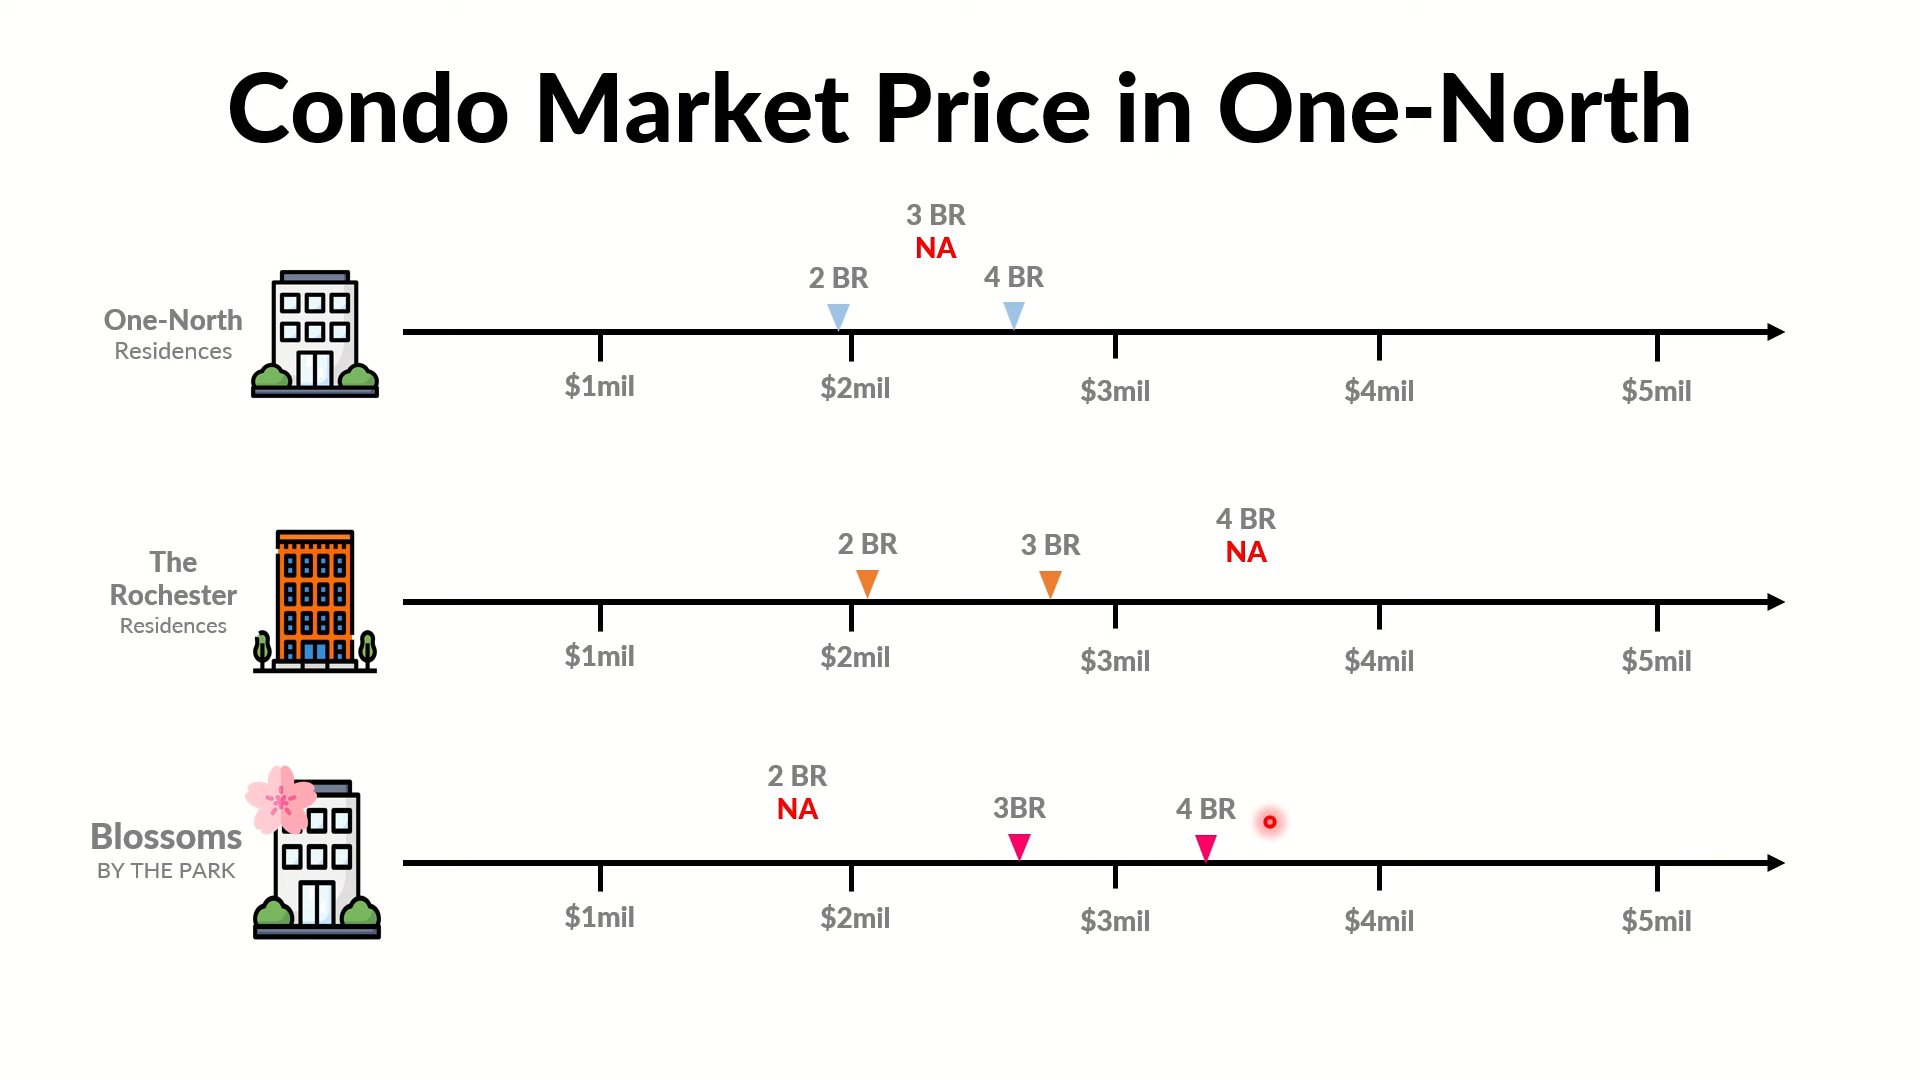 Condo Market Price in One-North
3 BR
NA
2 BR
4 BR
One-North
Residences
$1mil
$2mil
$3mil
$4mil
$5mil
4 BR
NA
2 BR
3 BR
The
Rochester
Residences
$1mil
$2mil
$3mil
$4mil
$5mil
2 BR
NA
3BR
4 BR
Blossoms
BY THE PARK
$1mil
$2mil
$3mil
$4mil
$5mil